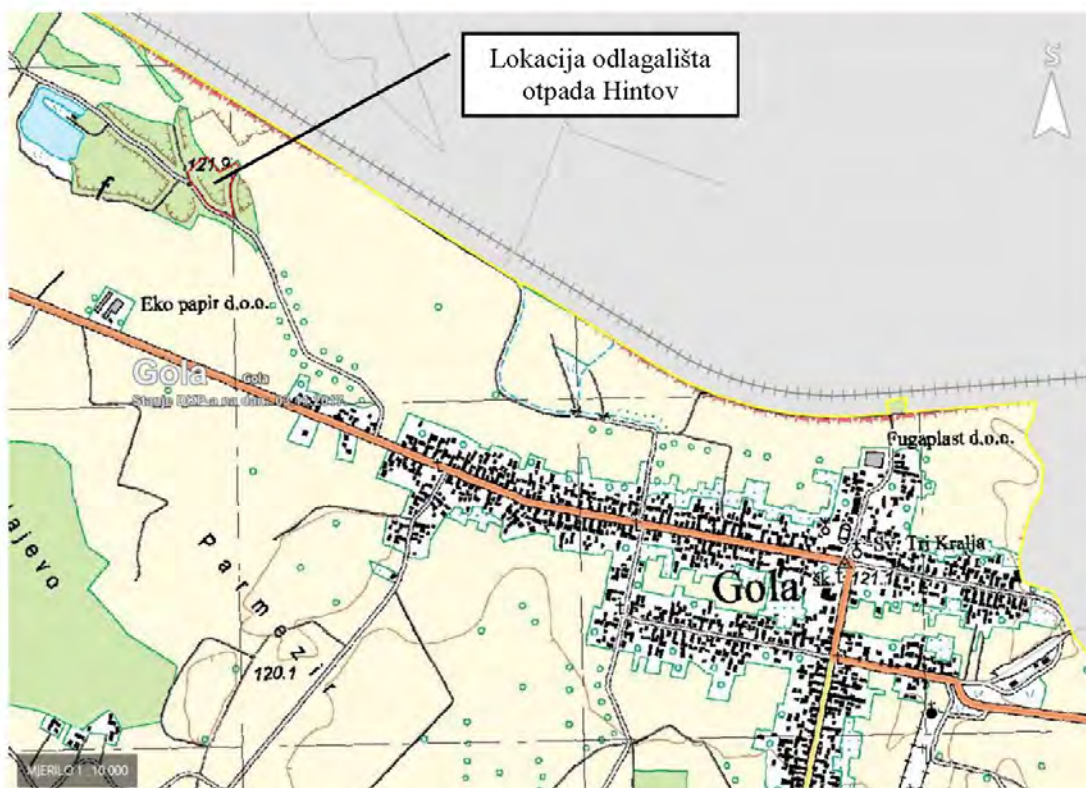 Lokacija odlagališta
otpada Hintov
S
121.9
Eko papir d.o.o.
Gola
Gola
Fugaplast d.o.o.
Sv. Tri Kralja
121.1
Gola
Parmezir
120.1
MJERILO 1:10 000